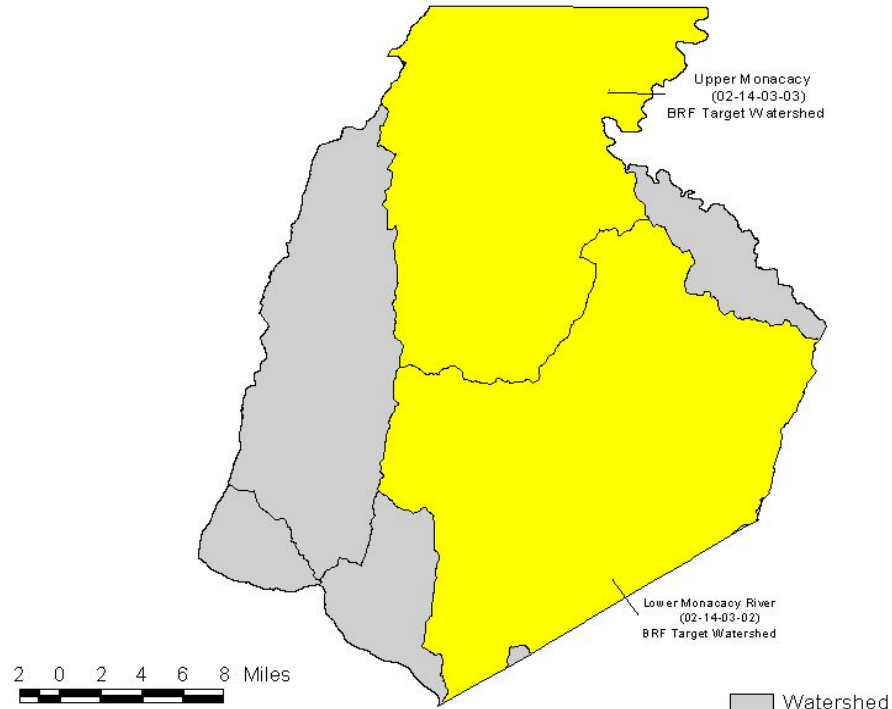 Upper Monacacy
(02-14-03-03)
BRF Target Watershed
Lower Monacacy River
(02-14-03-02)
BRF Target Watershed
2 0 2 4 6 8 Miles
Watershed